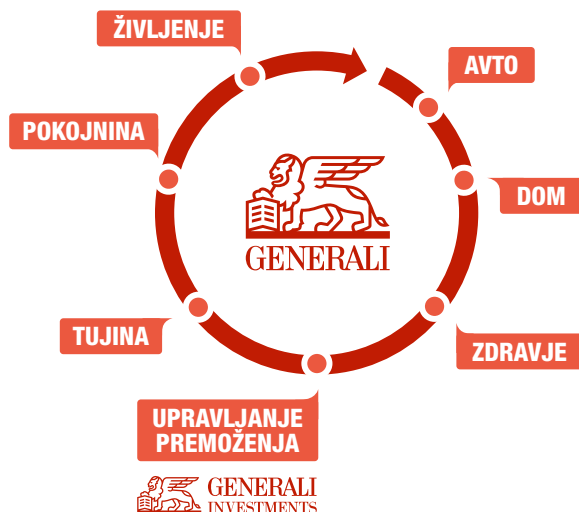 ŽIVLJENJE
AVTO
POKOJNINA
DOM
GENERALI
TUJINA
ZDRAVJE
UPRAVLJANJE
PREMOŽENJA
GENERALI
INVESTMENTS